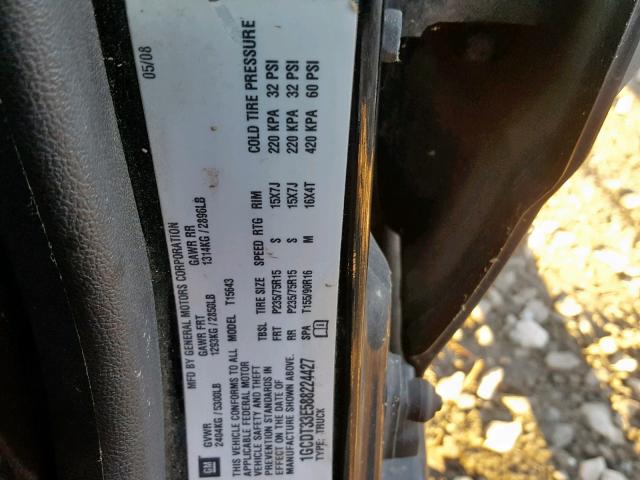 MFD BY GENERAL MOTORS CORPORATION 05/08
GVWR GAWR FRT GAWR RR
2404KG / 5300LB 1293KG / 2850LB 1314KG / 2898LB
GM
THIS VEHICLE CONFORMS TO ALL
APPLICABLE FEDERAL MOTOR
VEHICLE SAFETY AND THEFT
PREVENTION STANDARDS IN
EFFECT ON THE DATE OF
MANUFACTURE SHOWN ABOVE.
1GCDT33E588224427
TYPE: TRUCK
MODEL: T15643
TBSL TIRE SIZE SPEED RTG RIM COLD TIRE PRESSURE
FRT P235/75R15 S 15X7J 220 KPA 32 PSI
RR P235/75R15 S 15X7J 220 KPA 32 PSI
SPA T155/90R16 M 16X4T 420 KPA 60 PSI